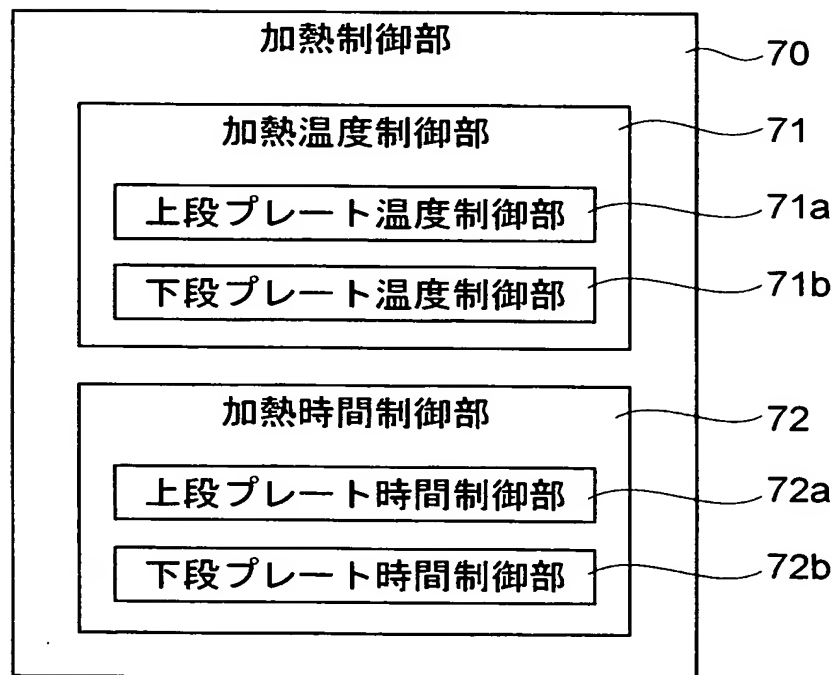 加熱制御部
70
加熱温度制御部
71
上段プレート温度制御部
71a
下段プレート温度制御部
71b
加熱時間制御部
72
上段プレート時間制御部
72a
下段プレート時間制御部
72b